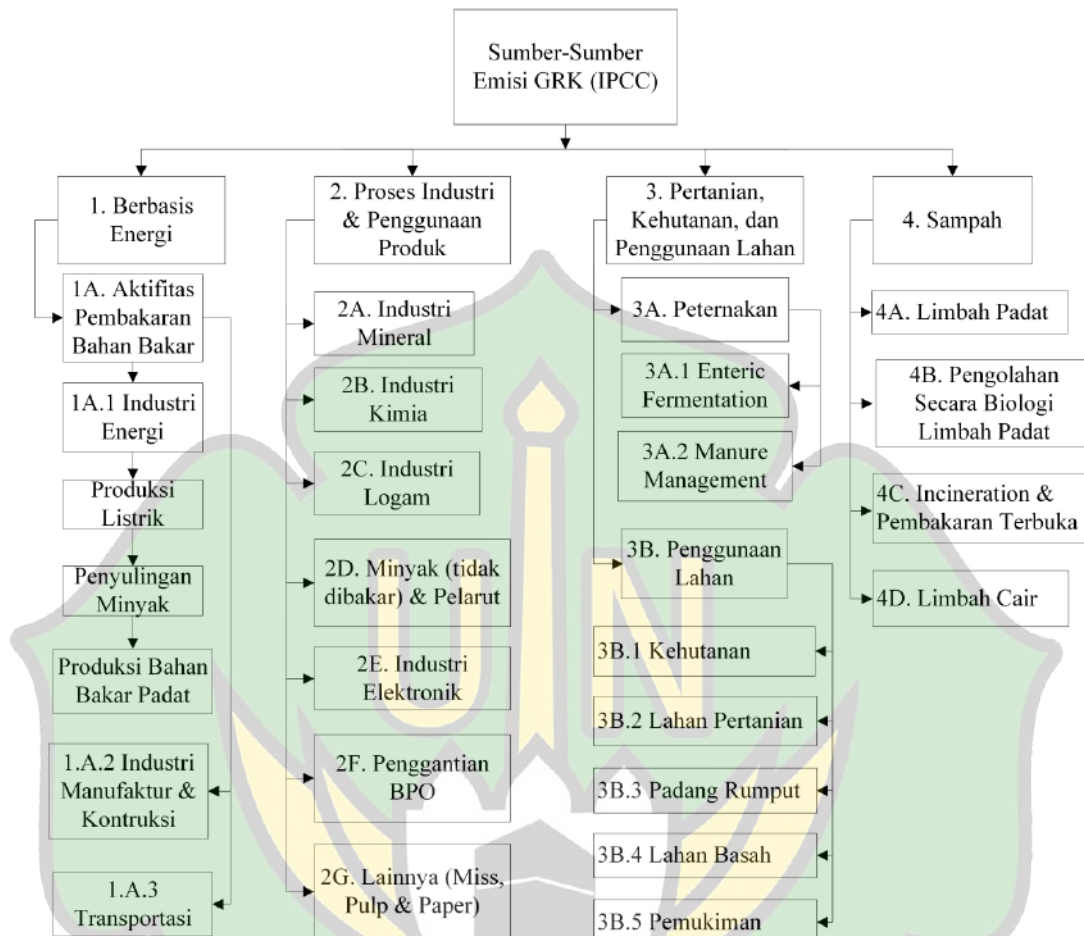 Sumber-Sumber
Emisi GRK (IPCC)
1. Berbasis
Energi
1A. Aktifitas
Pembakaran
Bahan Bakar
1A.1 Industri
Energi
Produksi
Listrik
Penyulingan
Minyak
Produksi Bahan
Bakar Padat
1.A.2 Industri
Manufaktur &
Kontruksi
1.A.3
Transportasi
2. Proses Industri
& Penggunaan
Produk
2A. Industri
Mineral
2B. Industri
Kimia
2C. Industri
Logam
2D. Minyak (tidak
dibakar) & Pelarut
2E. Industri
Elektronik
2F. Penggantian
BPO
2G. Lainnya (Miss,
Pulp & Paper)
3. Pertanian,
Kehutanan, dan
Penggunaan Lahan
3A. Peternakan
3A.1 Enteric
Fermentation
3A.2 Manure
Management
3B. Penggunaan
Lahan
3B.1 Kehutanan
3B.2 Lahan Pertanian
3B.3 Padang Rumput
3B.4 Lahan Basah
3B.5 Pemukiman
4. Sampah
4A. Limbah Padat
4B. Pengolahan
Secara Biologi
Limbah Padat
4C. Incineration &
Pembakaran Terbuka
4D. Limbah Cair
UIN